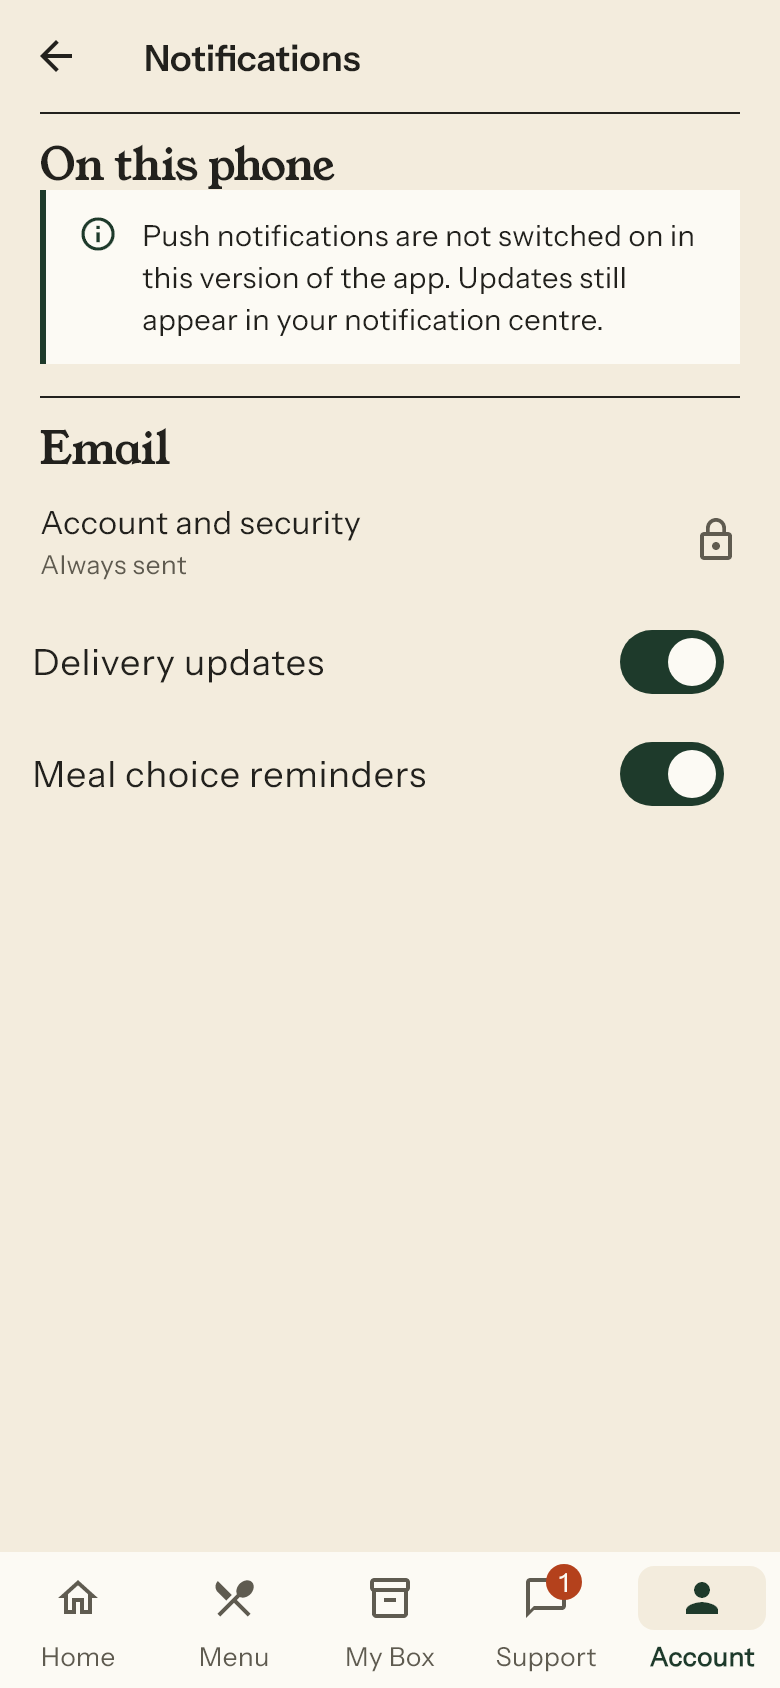 Notifications
On this phone
Push notifications are not switched on in
this version of the app. Updates still
appear in your notification centre.
Email
Account and security
Always sent
Delivery updates
Meal choice reminders
1
Home
Menu
My Box
Support
Account